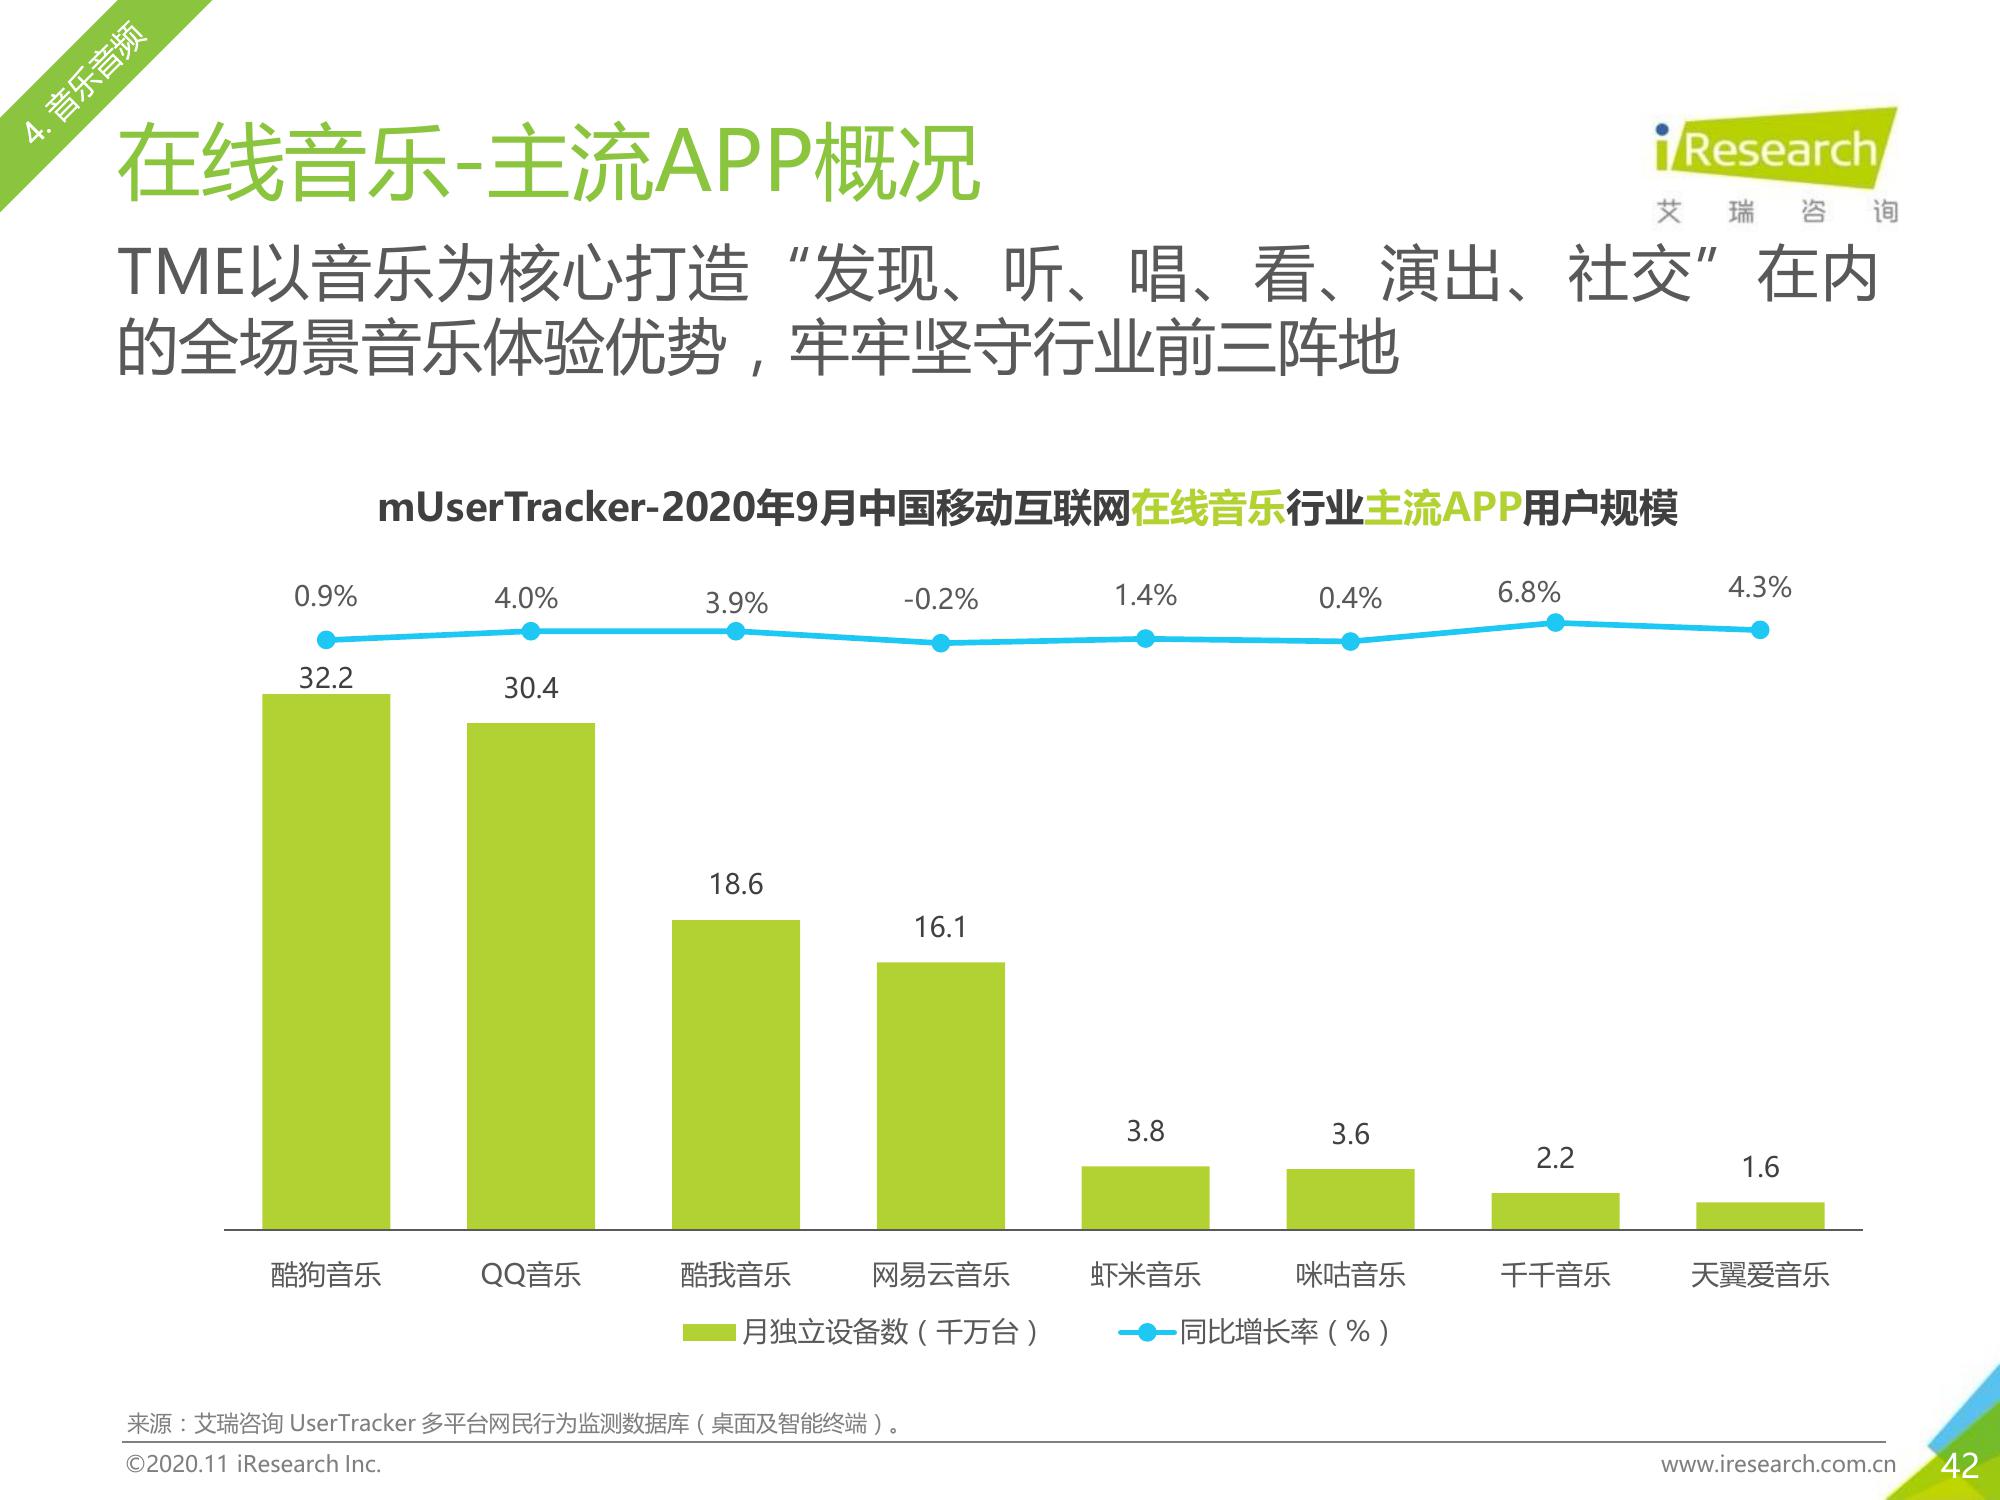 4. 音乐音频
在线音乐-主流APP概况
iResearch
艾瑞咨询
TME以音乐为核心打造“发现、听、唱、看、演出、社交”在内
的全场景音乐体验优势，牢牢坚守行业前三阵地
mUserTracker-2020年9月中国移动互联网在线音乐行业主流APP用户规模
0.9% 4.0% 3.9% -0.2% 1.4% 0.4% 6.8% 4.3%
32.2 30.4 18.6 16.1 3.8 3.6 2.2 1.6
酷狗音乐 QQ音乐 酷我音乐 网易云音乐 虾米音乐 咪咕音乐 千千音乐 天翼爱音乐
月独立设备数（千万台） 同比增长率（%）
来源：艾瑞咨询 UserTracker 多平台网民行为监测数据库（桌面及智能终端）。
©2020.11 iResearch Inc. www.iresearch.com.cn 42